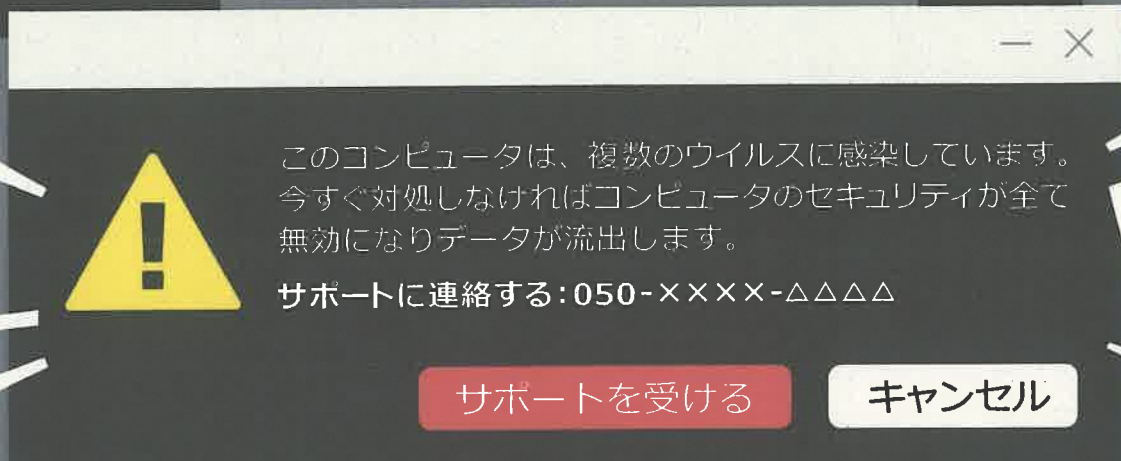 このコンピュータは、複数のウイルスに感染しています。
今すぐ対処しなければコンピュータのセキュリティが全て
無効になりデータが流出します。
サポートに連絡する:050-××××-△△△△
サポートを受ける
キャンセル